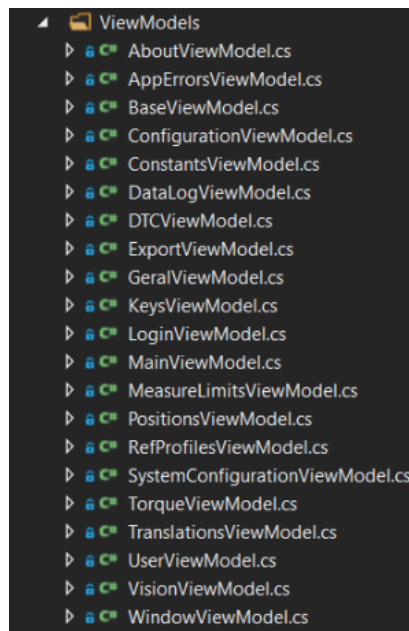 ViewModels
C# AboutViewModel.cs
C# AppErrorsViewModel.cs
C# BaseViewModel.cs
C# ConfigurationViewModel.cs
C# ConstantsViewModel.cs
C# DataLogViewModel.cs
C# DTCViewModel.cs
C# ExportViewModel.cs
C# GeralViewModel.cs
C# KeysViewModel.cs
C# LoginViewModel.cs
C# MainViewModel.cs
C# MeasureLimitsViewModel.cs
C# PositionsViewModel.cs
C# RefProfilesViewModel.cs
C# SystemConfigurationViewModel.cs
C# TorqueViewModel.cs
C# TranslationsViewModel.cs
C# UserViewModel.cs
C# VisionViewModel.cs
C# WindowViewModel.cs